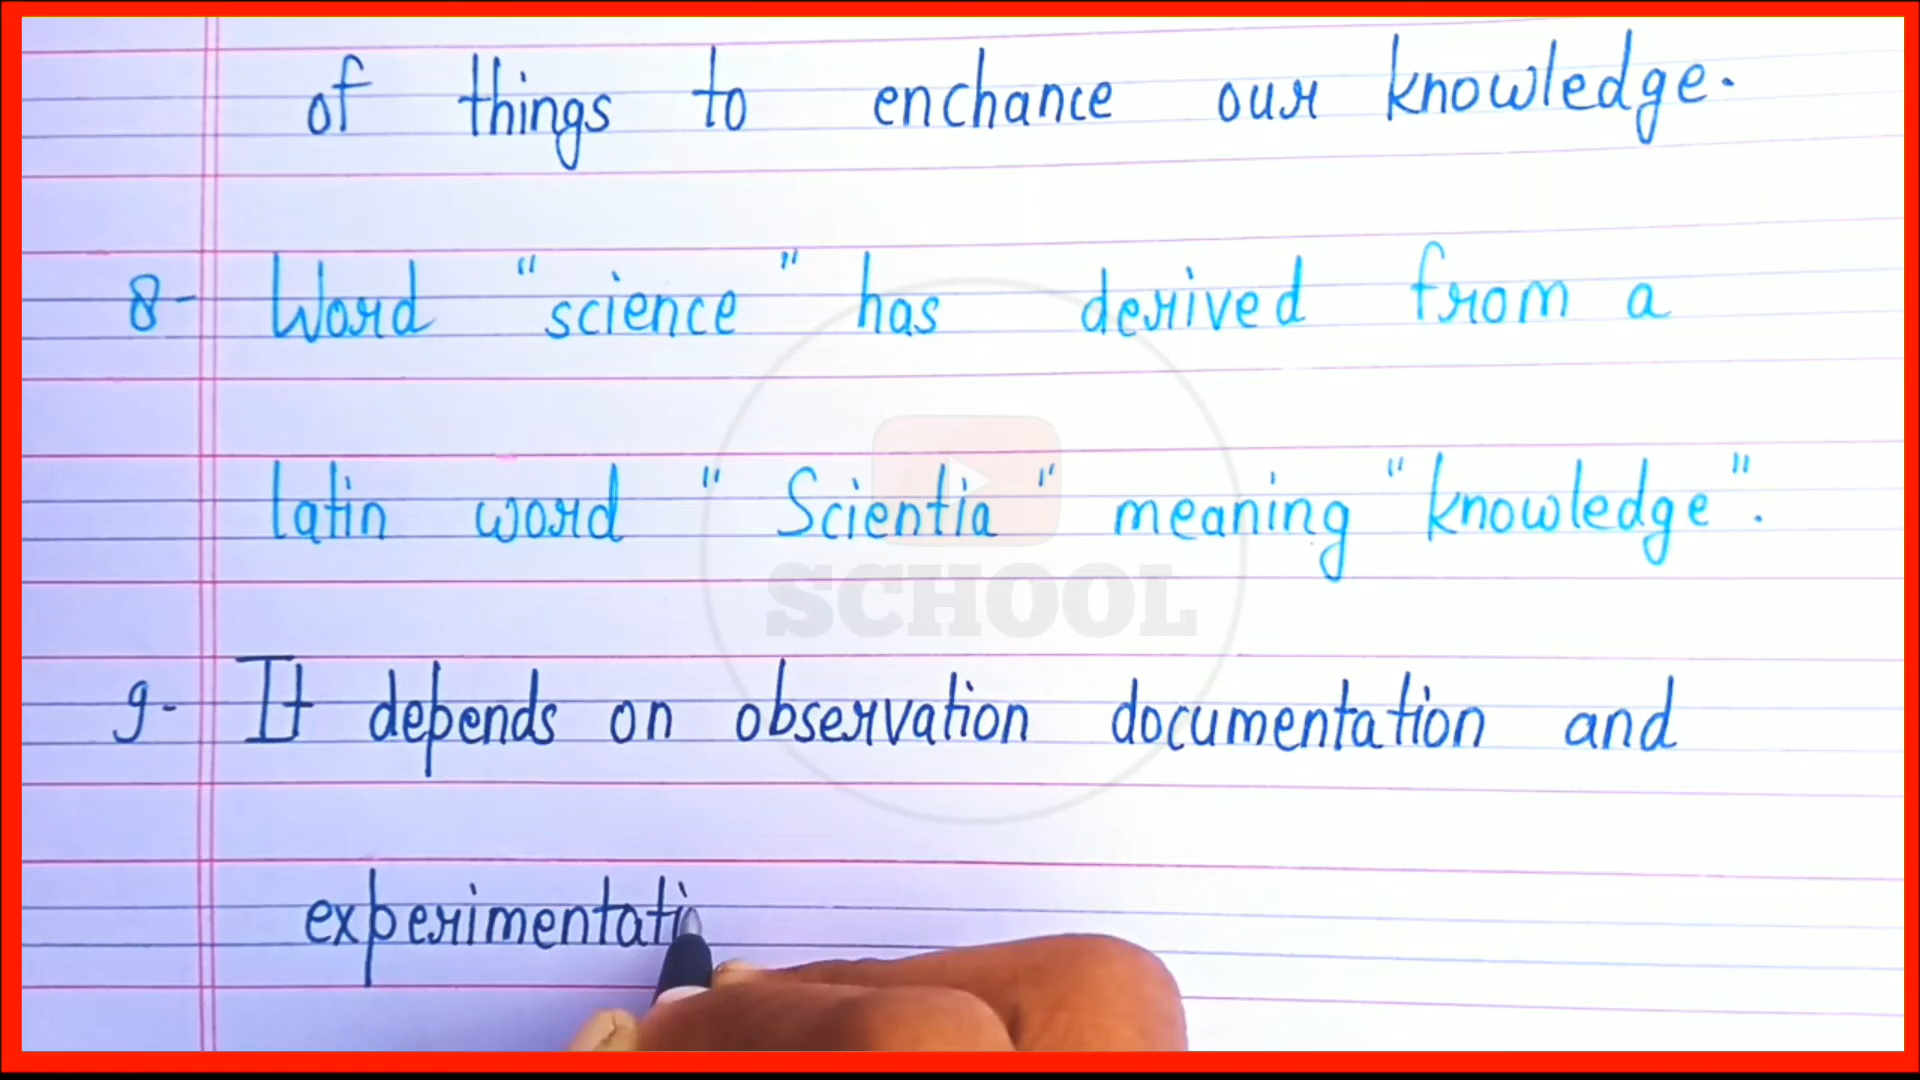 of things to enchance our knowledge.
8- Word "science" has derived from a
latin word "Scientia" meaning "knowledge".
SCHOOL
9- It depends on observation documentation and
experimentati